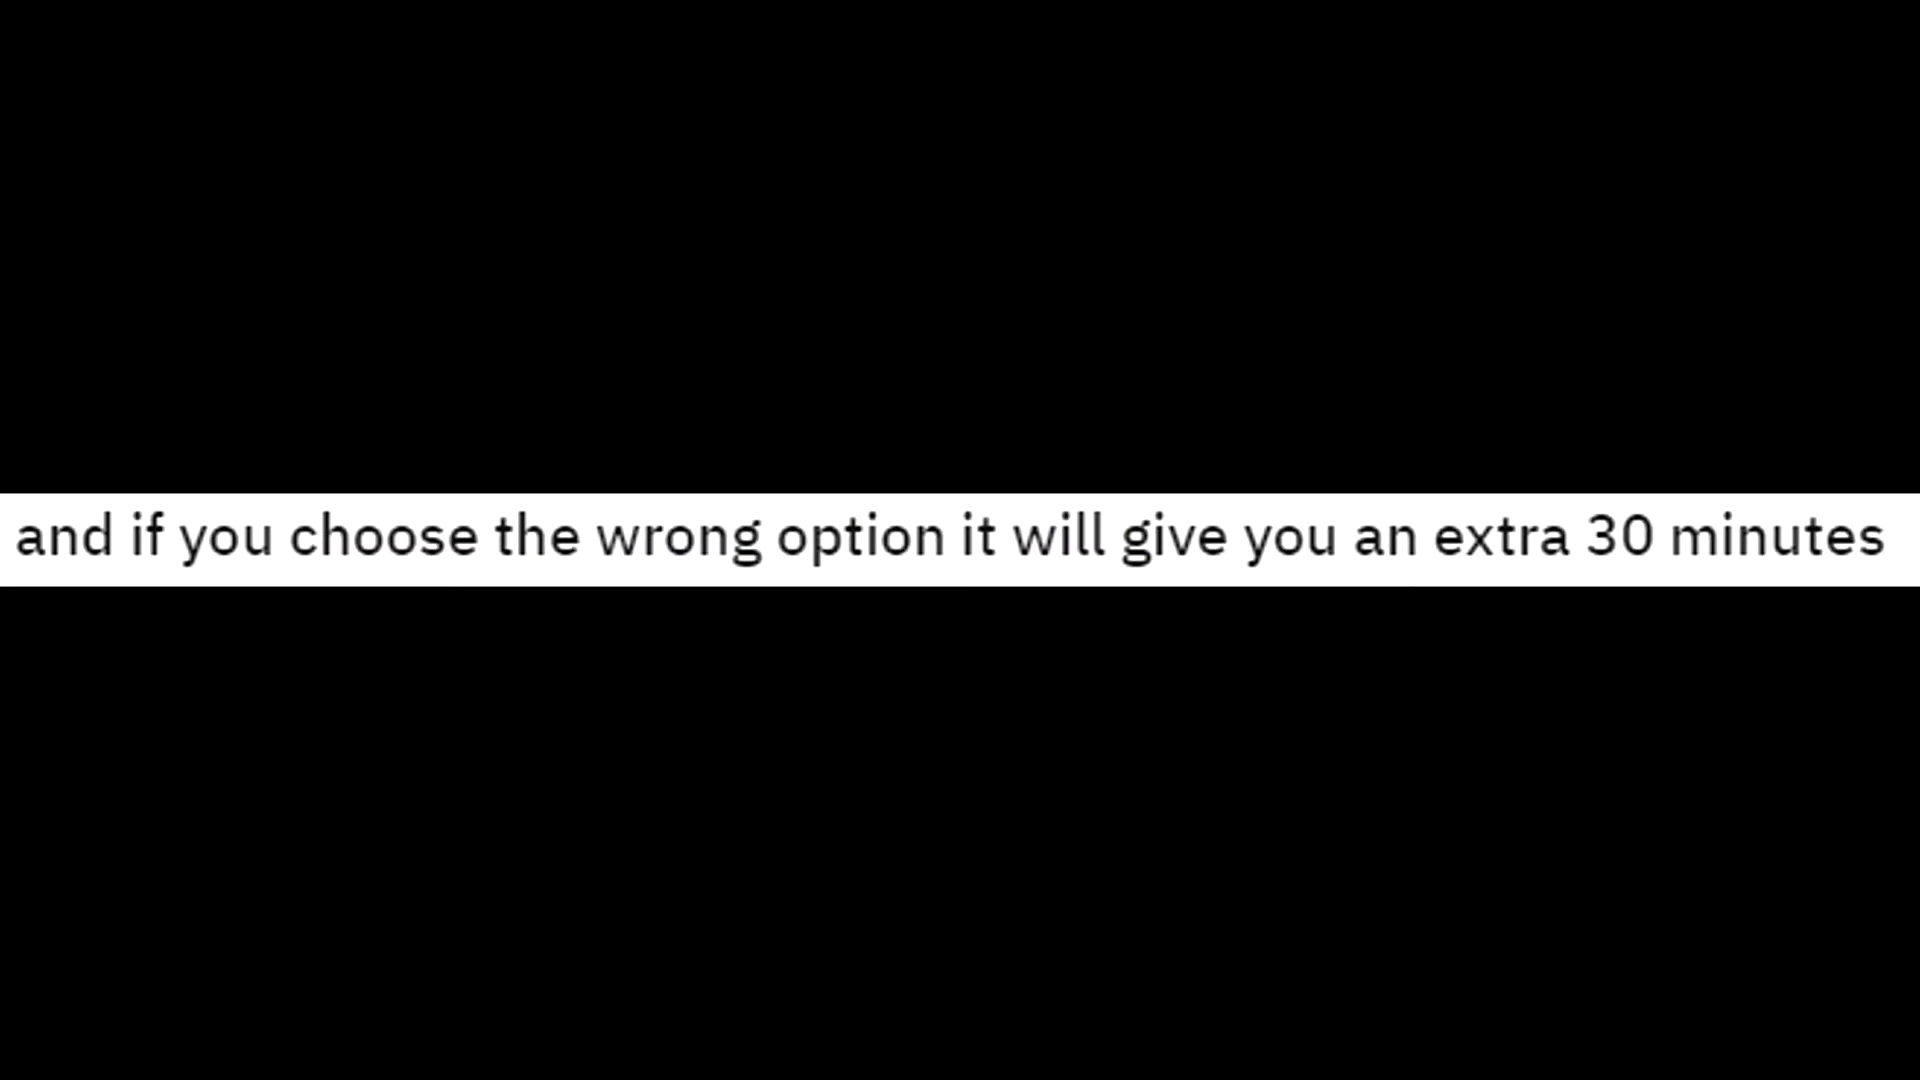 and if you choose the wrong option it will give you an extra 30 minutes